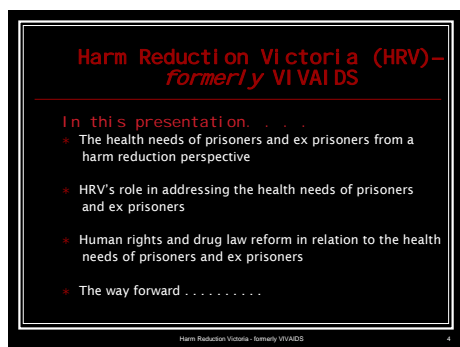 Harm Reduction Victoria (HRV)–
formerly VIVAIDS
In this presentation. . . .
* The health needs of prisoners and ex prisoners from a
harm reduction perspective
* HRV's role in addressing the health needs of prisoners
and ex prisoners
* Human rights and drug law reform in relation to the health
needs of prisoners and ex prisoners
* The way forward . . . . . . . . . .
Harm Reduction Victoria - formerly VIVAIDS 4